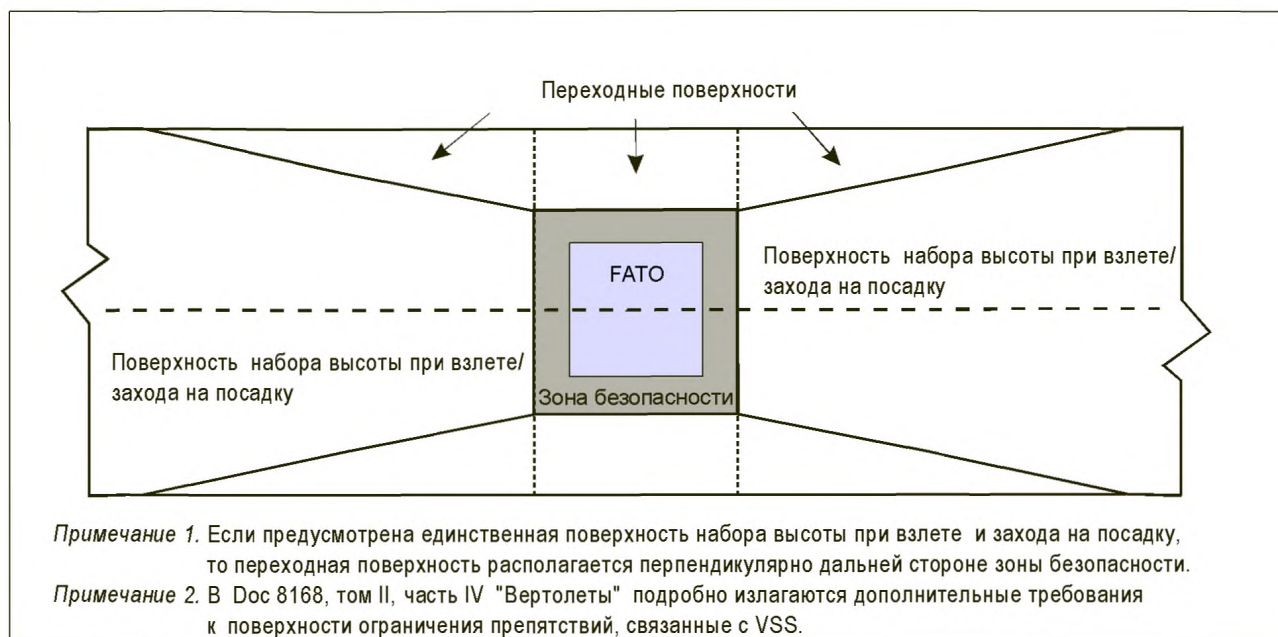 Переходные поверхности
FATO
Поверхность набора высоты при взлете/
захода на посадку
Поверхность набора высоты при взлете/
захода на посадку
Зона безопасности
Примечание 1. Если предусмотрена единственная поверхность набора высоты при взлете и захода на посадку,
то переходная поверхность располагается перпендикулярно дальней стороне зоны безопасности.
Примечание 2. В Doc 8168, том II, часть IV "Вертолеты" подробно излагаются дополнительные требования
к поверхности ограничения препятствий, связанные с VSS.